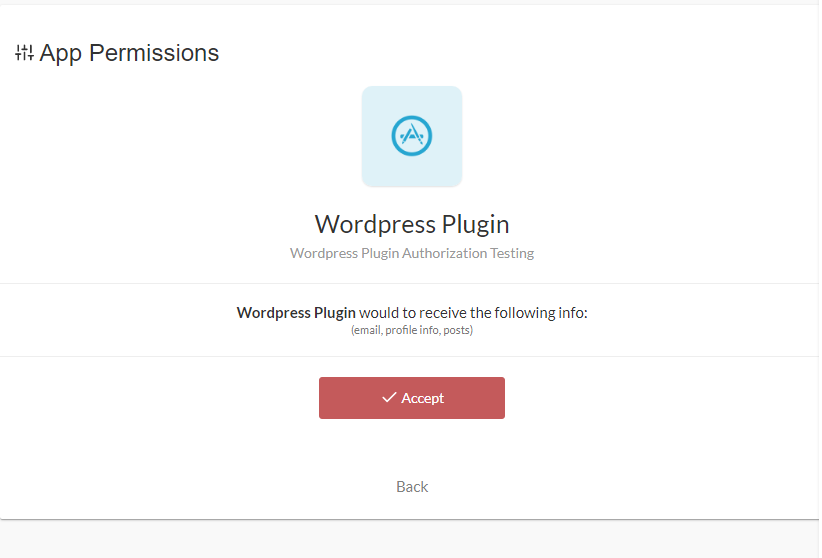 App Permissions
Wordpress Plugin
Wordpress Plugin Authorization Testing
Wordpress Plugin would to receive the following info:
(email, profile info, posts)
Accept
Back